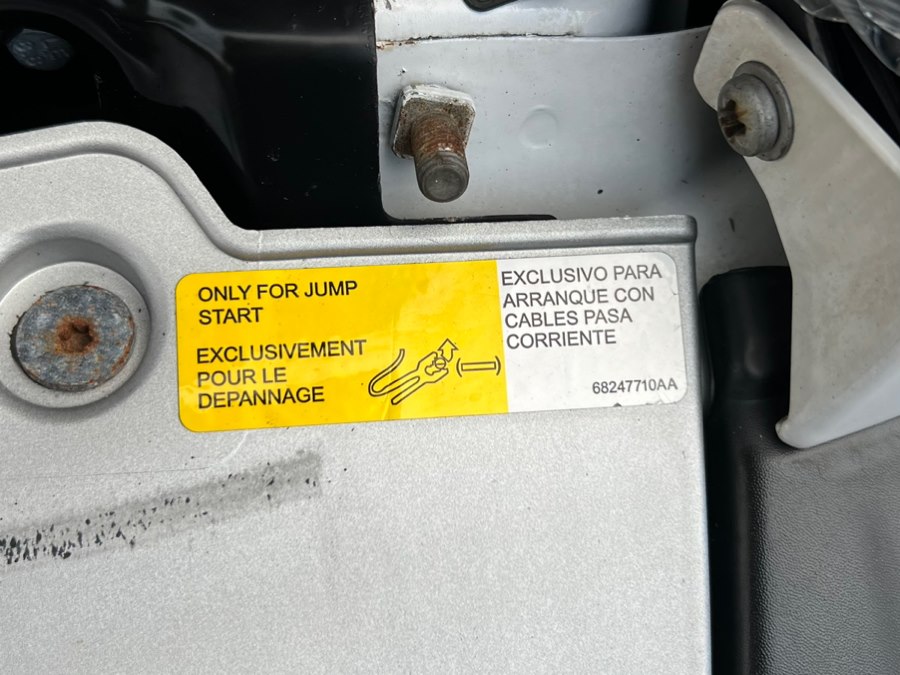 ONLY FOR JUMP
START
EXCLUSIVEMENT
POUR LE
DEPANNAGE
EXCLUSIVO PARA
ARRANQUE CON
CABLES PASA
CORRIENTE
68247710AA